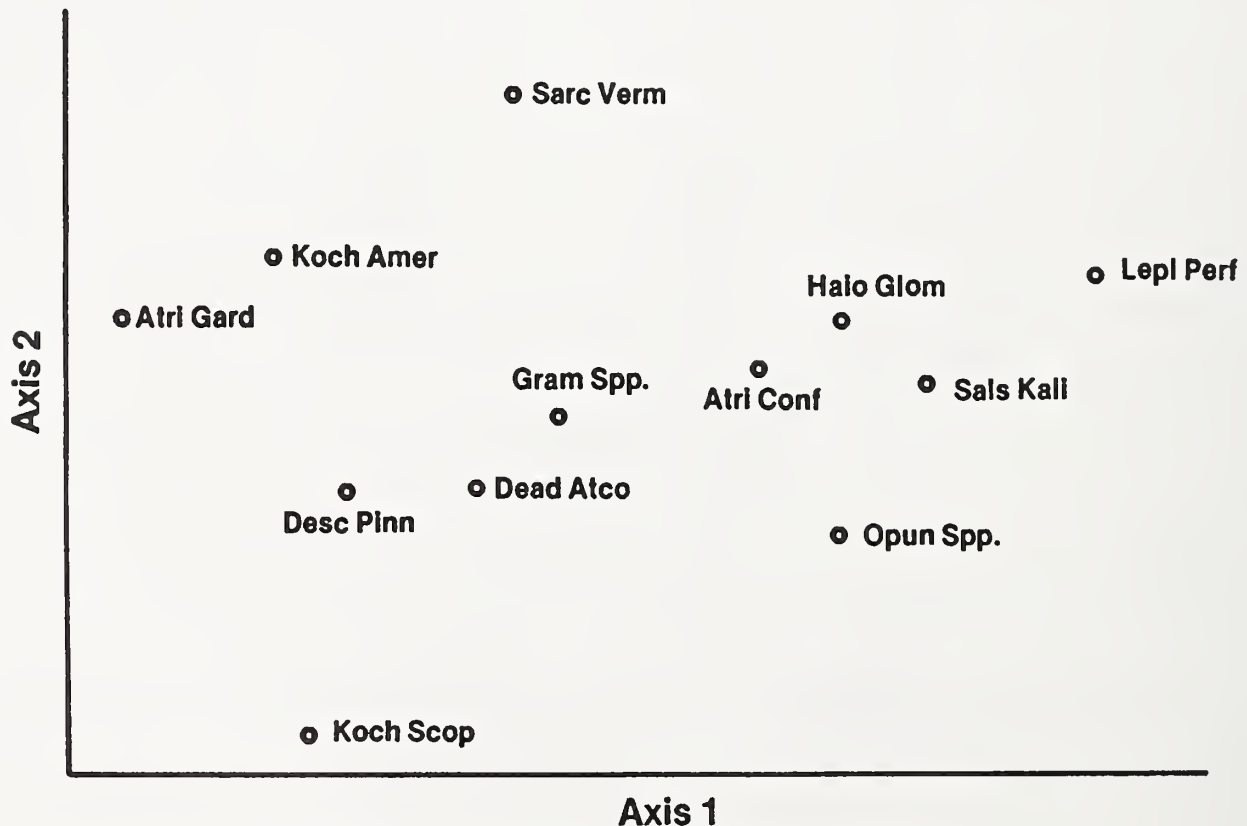 Sarc Verm
Koch Amer
Lepl Perf
Halo Glom
Atri Gard
Gram Spp.
Atri Conf
Sals Kali
Dead Atco
Desc Pinn
Opun Spp.
Koch Scop
Axis 2
Axis 1